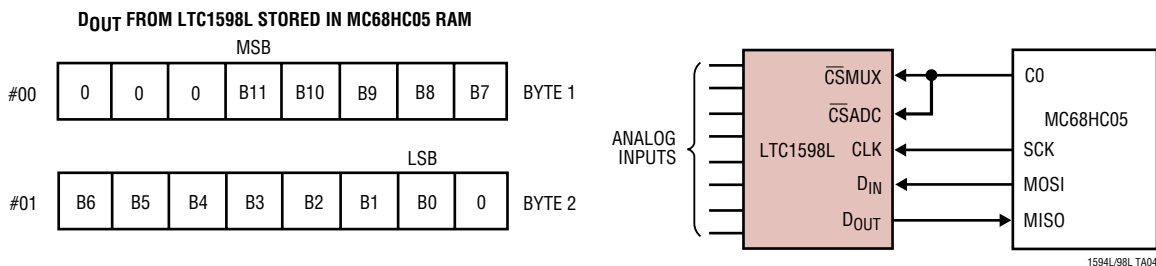 DOUT FROM LTC1598L STORED IN MC68HC05 RAM
MSB
#00 0 0 0 B11 B10 B9 B8 B7 BYTE 1
LSB
#01 B6 B5 B4 B3 B2 B1 B0 0 BYTE 2
ANALOG
INPUTS
LTC1598L
CSMUX
CSADC
CLK
DIN
DOUT
C0
MC68HC05
SCK
MOSI
MISO
1594L/98L TA04